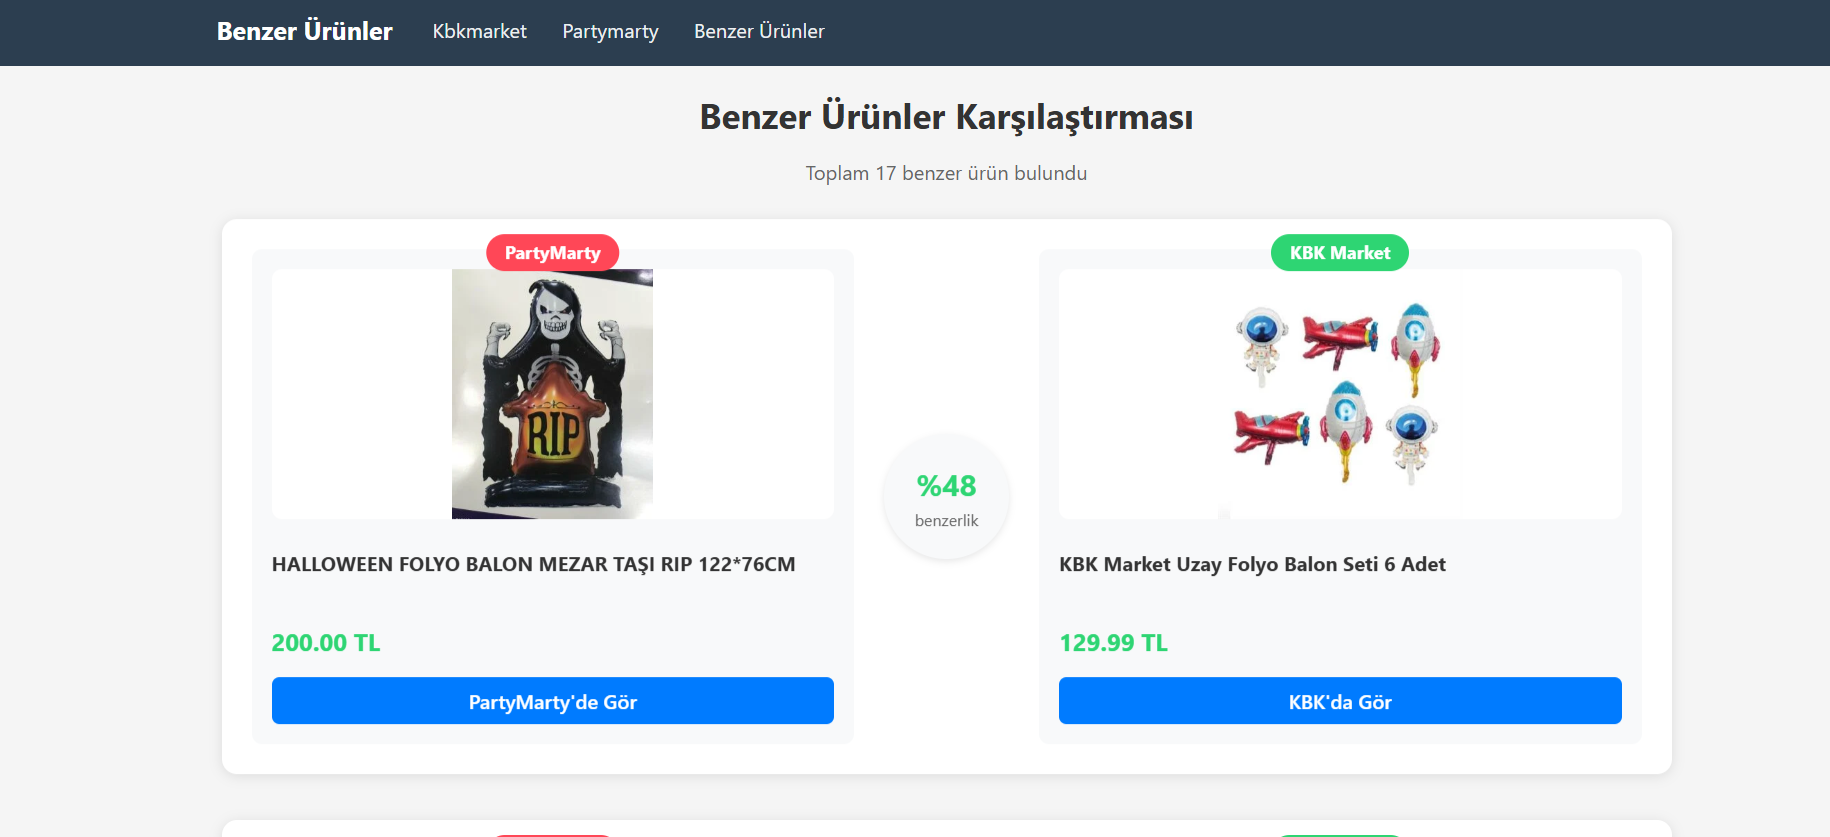 Benzer Ürünler
Kbkmarket
Partymarty
Benzer Ürünler
Benzer Ürünler Karşılaştırması
Toplam 17 benzer ürün bulundu
PartyMarty
RIP
HALLOWEEN FOLYO BALON MEZAR TAŞI RIP 122*76CM
200.00 TL
PartyMarty'de Gör
%48
benzerlik
KBK Market
KBK Market Uzay Folyo Balon Seti 6 Adet
129.99 TL
KBK'da Gör